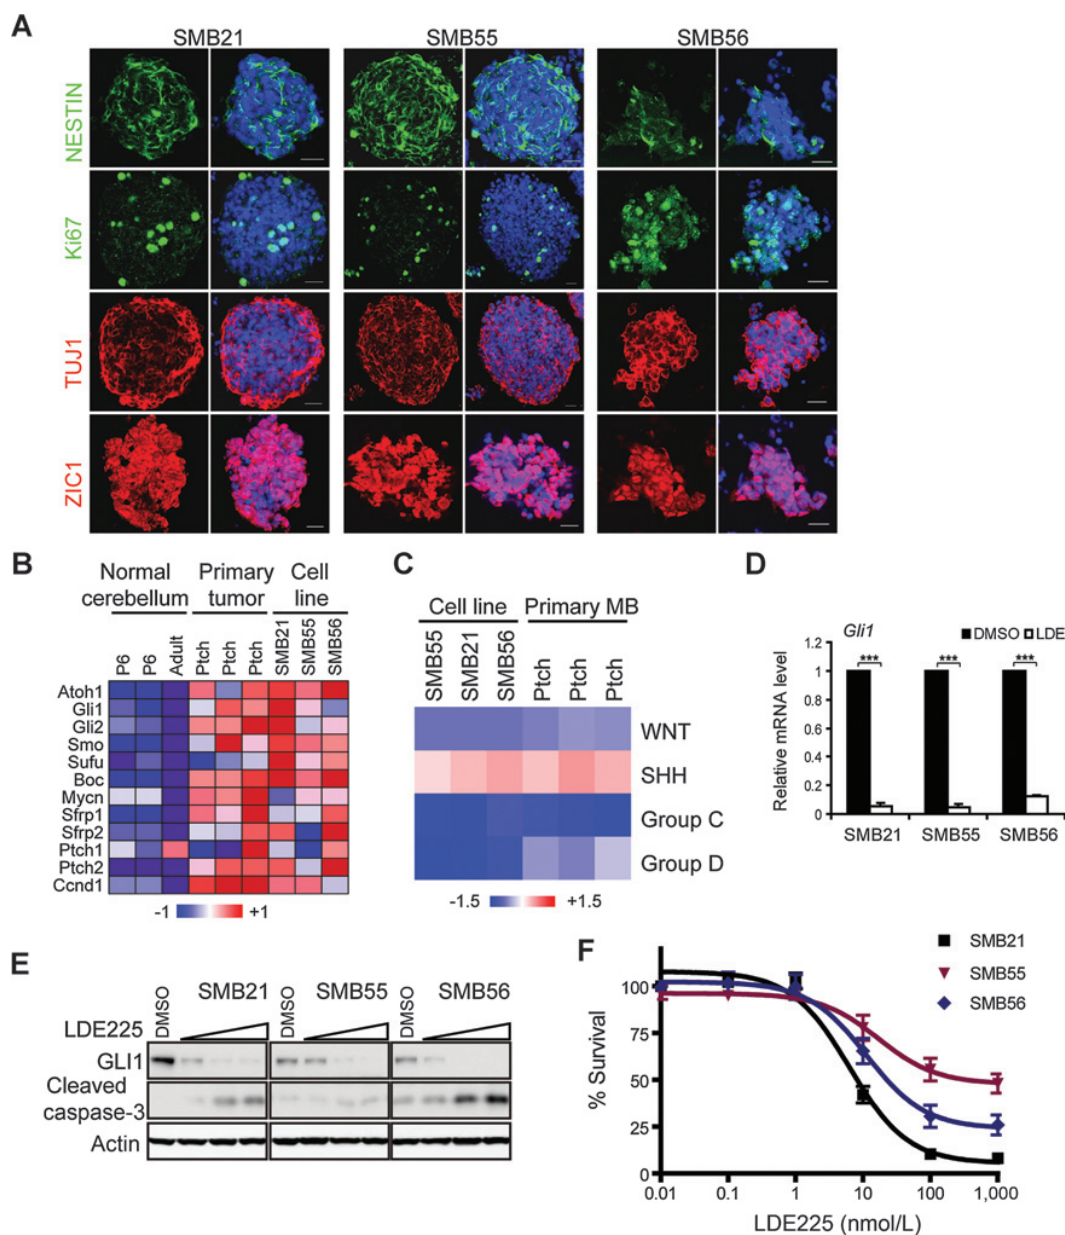 A
SMB21 SMB55 SMB56
NESTIN
Ki67
TUJ1
ZIC1
B
Normal cerebellum Primary tumor Cell line
P6 P6 Adult Ptch Ptch Ptch SMB21 SMB55 SMB56
Atoh1
Gli1
Gli2
Smo
Sufu
Boc
Mycn
Sfrp1
Sfrp2
Ptch1
Ptch2
Ccnd1
-1 +1
C
Cell line Primary MB
SMB55 SMB21 SMB56 Ptch Ptch Ptch
WNT
SHH
Group C
Group D
-1.5 +1.5
D
Gli1
DMSO LDE
Relative mRNA level
1.2
1
0.8
0.6
0.4
0.2
0
*** *** ***
SMB21 SMB55 SMB56
E
DMSO SMB21 DMSO SMB55 DMSO SMB56
LDE225
GLI1
Cleaved
caspase-3
Actin
F
SMB21
SMB55
SMB56
% Survival
100
75
50
25
0
0.01 0.1 1 10 100 1,000
LDE225 (nmol/L)